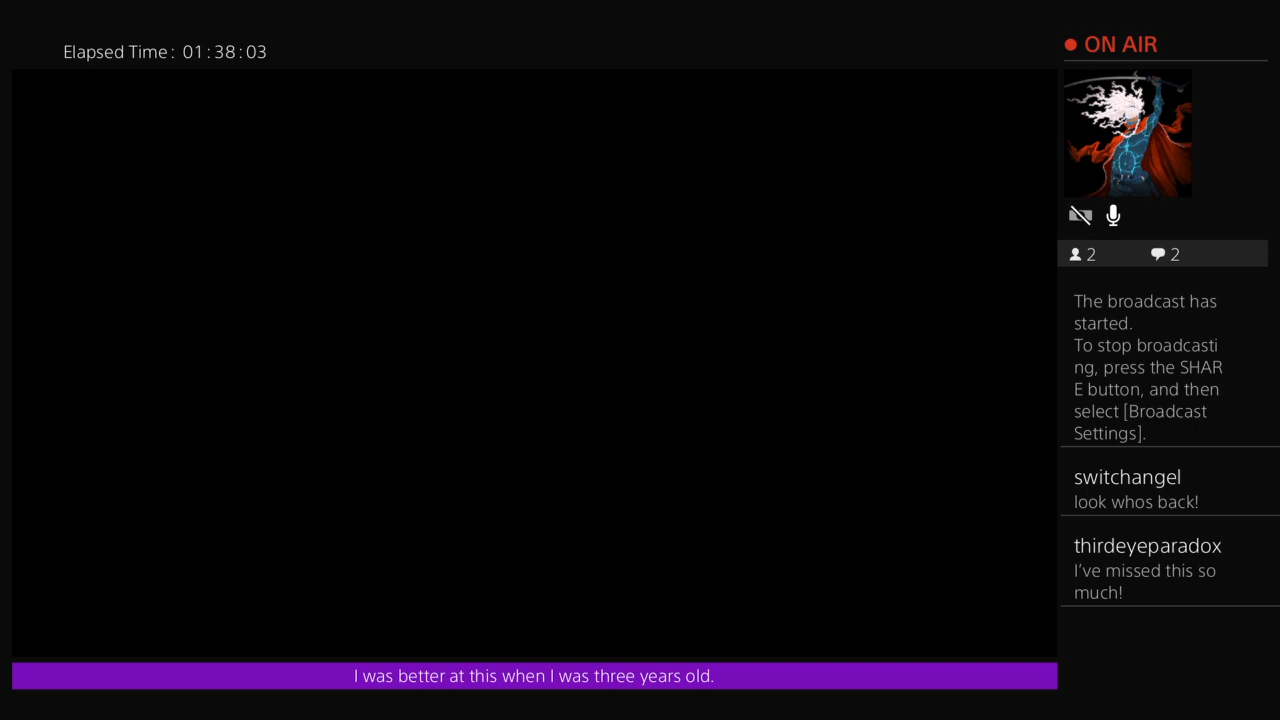 Elapsed Time: 01:38:03
ON AIR
2 2
The broadcast has
started.
To stop broadcasti
ng, press the SHAR
E button, and then
select [Broadcast
Settings].
switchangel
look whos back!
thirdeyeparadox
I've missed this so
much!
I was better at this when I was three years old.